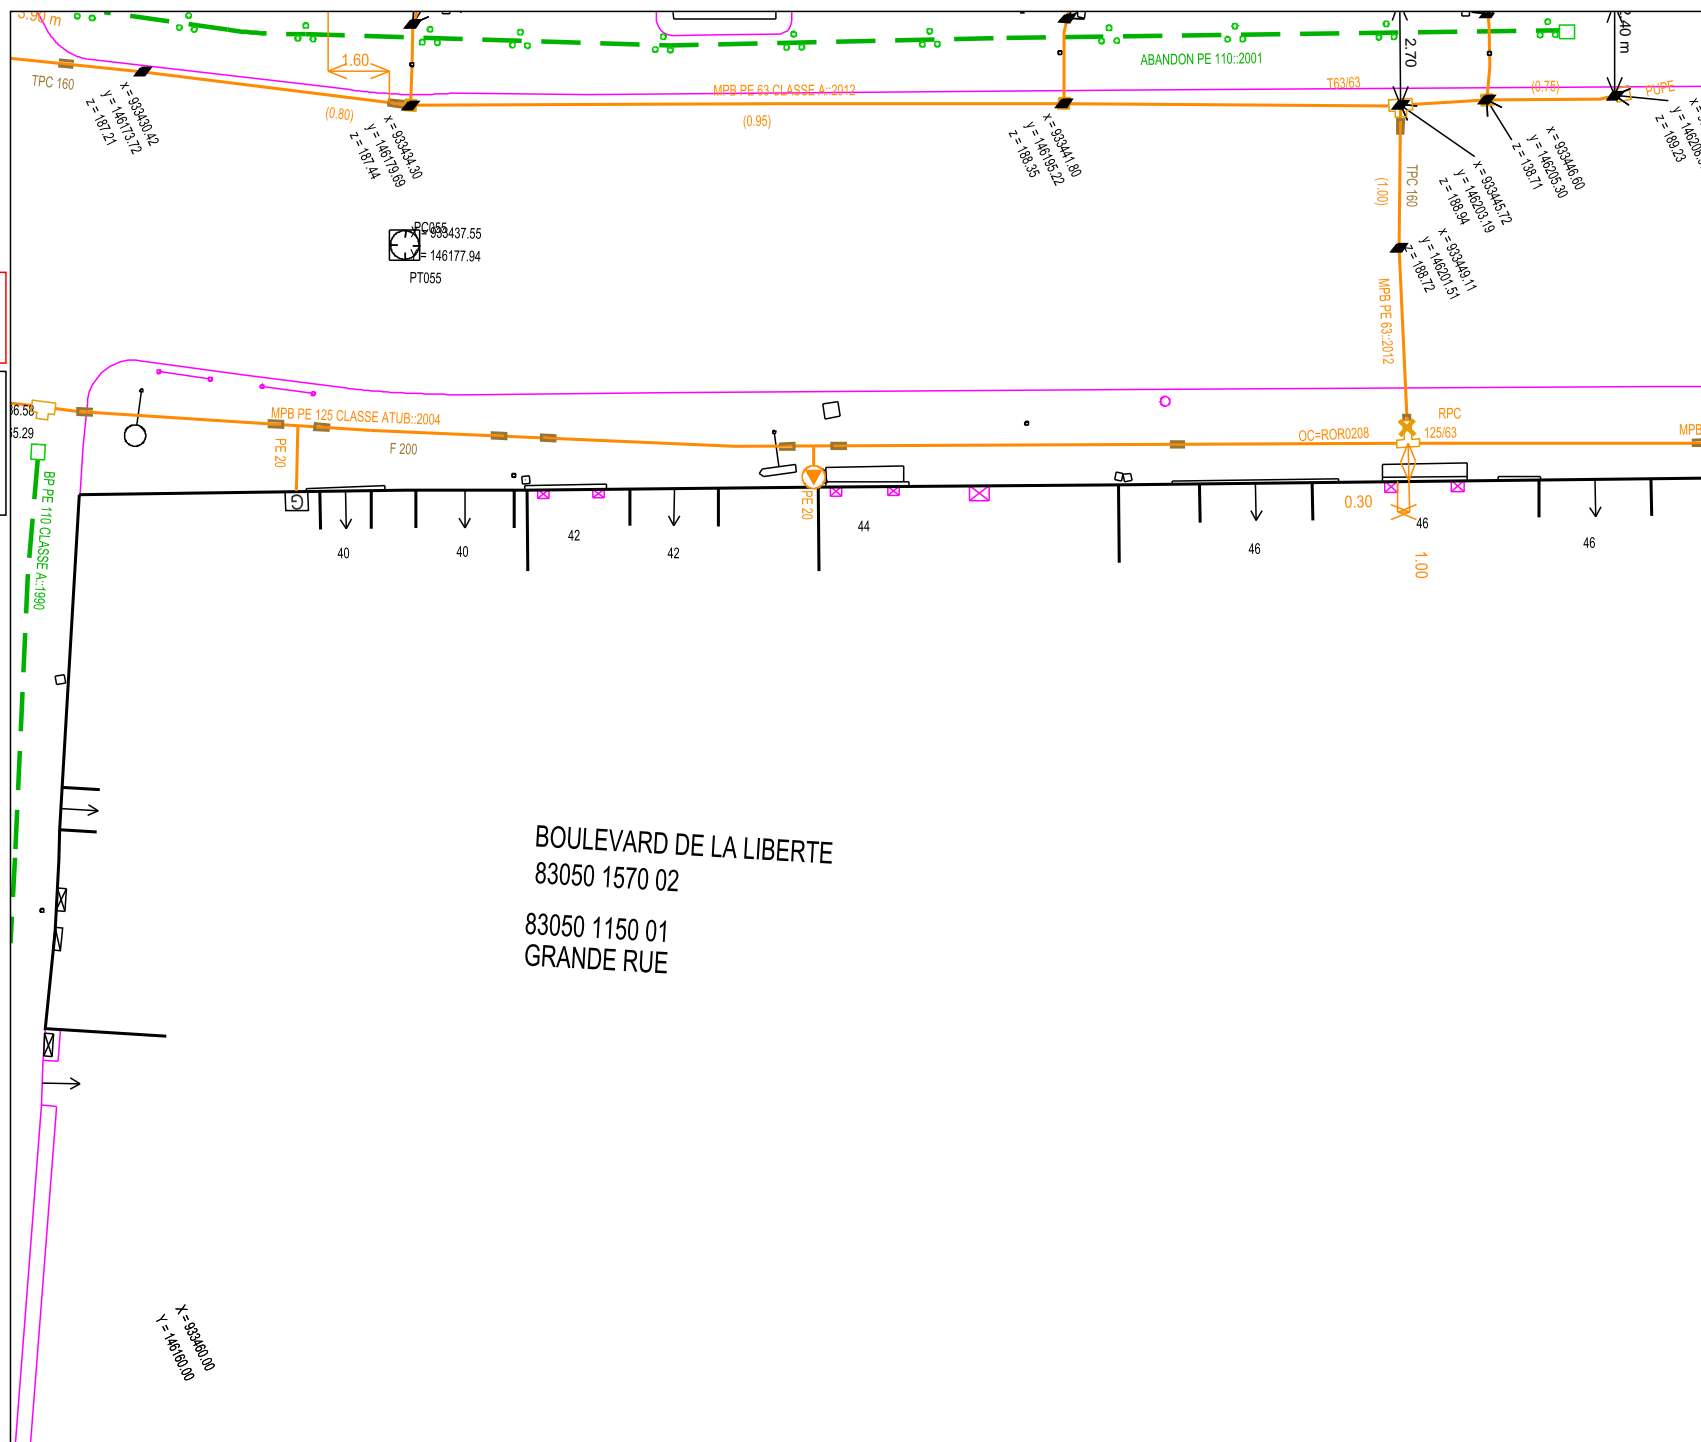 3.90 m
1.60
2.70
2.40 m
ABANDON PE 110::2001
TPC 160
MPB PE 63 CLASSE A::2012
T63/63
(0.75)
PUPE
(0.80)
(0.95)
x = 933430.42
y = 146173.72
z = 187.21
x = 933434.30
y = 146179.69
z = 187.44
x = 933441.80
y = 146195.22
z = 188.35
x = 933445.72
y = 146203.19
z = 188.94
x = 933446.60
y = 146205.30
z = 138.71
z = 189.23
TPC 160
(1.00)
x = 933449.11
y = 146201.51
z = 188.72
PC055
X = 933437.55
Y = 146177.94
PT055
MPB PE 63::2012
MPB PE 125 CLASSE ATUB::2004
F 200
PE 20
RPC
125/63
OC=ROR0208
MPB
BP PE 110 CLASSE A::1990
G
PE 20
0.30
1.00
40
40
42
42
44
46
46
46
BOULEVARD DE LA LIBERTE
83050 1570 02
83050 1150 01
GRANDE RUE
X = 933460.00
Y = 146160.00